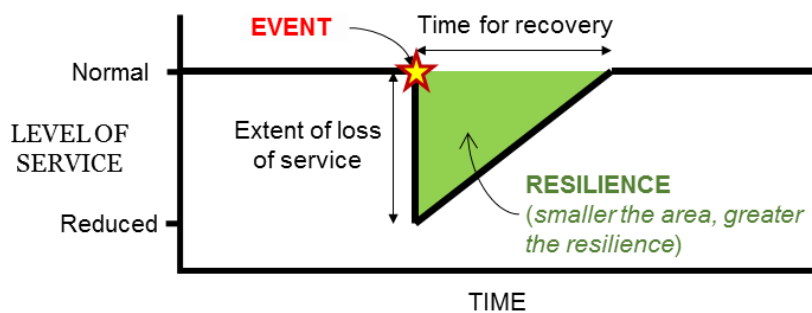 EVENT
Time for recovery
Normal
LEVEL OF
SERVICE
Extent of loss
of service
RESILIENCE
(smaller the area, greater
the resilience)
Reduced
TIME